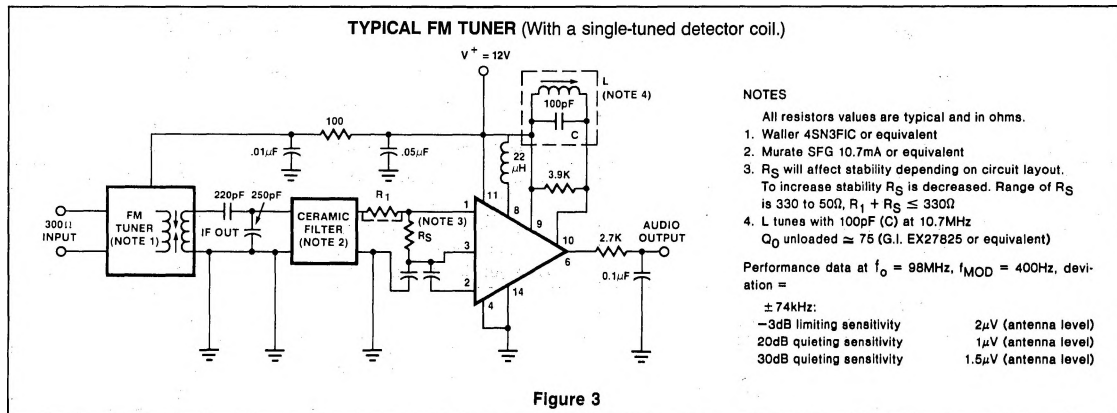 TYPICAL FM TUNER (With a single-tuned detector coil.)
V+ = 12V
L
(NOTE 4)
100pF
C
100
.01μF
.05μF
22
μH
3.9K
11
8
9
220pF
250pF
R1
(NOTE 3)
1
300Ω
INPUT
FM
TUNER
(NOTE 1)
IF OUT
CERAMIC
FILTER
(NOTE 2)
RS
3
2
10
6
2.7K
AUDIO
OUTPUT
0.1μF
4
14
NOTES
All resistors values are typical and in ohms.
1. Waller 4SN3FIC or equivalent
2. Murate SFG 10.7mA or equivalent
3. RS will affect stability depending on circuit layout.
To increase stability RS is decreased. Range of RS
is 330 to 50Ω, R1 + RS ≤ 330Ω
4. L tunes with 100pF (C) at 10.7MHz
QO unloaded ≃ 75 (G.I. EX27825 or equivalent)
Performance data at fo = 98MHz, fMOD = 400Hz, devi-
ation =
±74kHz:
−3dB limiting sensitivity 2μV (antenna level)
20dB quieting sensitivity 1μV (antenna level)
30dB quieting sensitivity 1.5μV (antenna level)
Figure 3